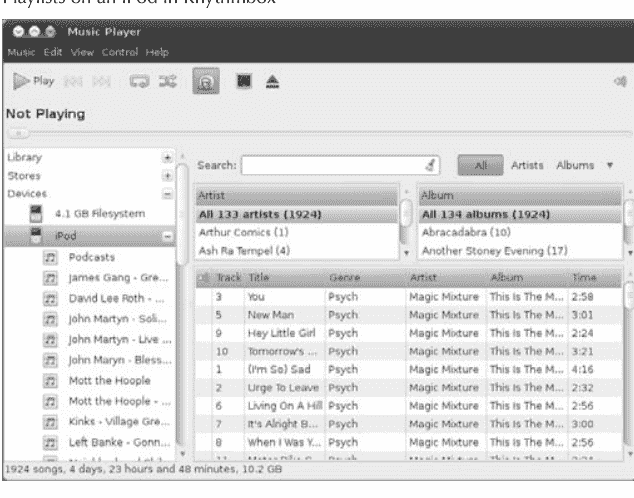 Playlists on an iPod in Rhythmbox
Music Player
Music Edit View Control Help
Play
Not Playing
Library
Stores
Devices
4.1 GB Filesystem
iPod
Podcasts
James Gang - Gre...
David Lee Roth - ...
John Martyn - Soli...
John Martyn - Live ...
John Maryn - Bless...
Mott the Hoople
Mott the Hoople - ...
Kinks - Village Gre...
Left Banke - Gonn...
Search:
All Artists Albums
Artist
All 133 artists (1924)
Arthur Comics (1)
Ash Ra Tempel (4)
Album
All 134 albums (1924)
Abracadabra (10)
Another Stoney Evening (17)
Track Title Genre Artist Album Time
3 You Psych Magic Mixture This Is The M... 2:58
5 New Man Psych Magic Mixture This Is The M... 3:01
9 Hey Little Girl Psych Magic Mixture This Is The M... 2:24
10 Tomorrow's ... Psych Magic Mixture This Is The M... 3:21
1 (I'm So) Sad Psych Magic Mixture This Is The M... 4:16
2 Urge To Leave Psych Magic Mixture This Is The M... 2:32
6 Living On A Hill Psych Magic Mixture This Is The M... 2:56
7 It's Alright B... Psych Magic Mixture This Is The M... 3:00
8 When I Was Y... Psych Magic Mixture This Is The M... 2:56
1924 songs, 4 days, 23 hours and 48 minutes, 10.2 GB